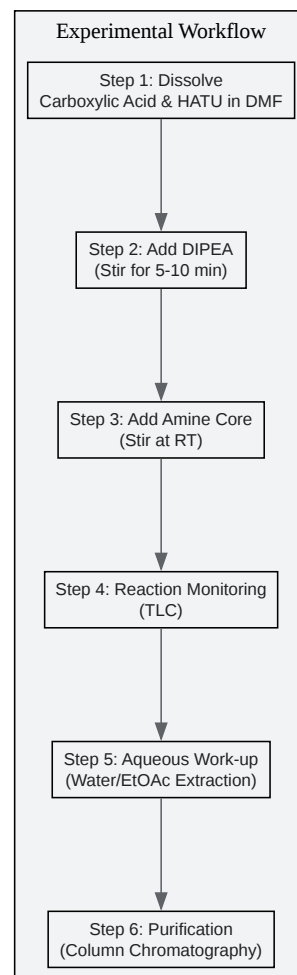 Experimental Workflow
Step 1: Dissolve
Carboxylic Acid & HATU in DMF
Step 2: Add DIPEA
(Stir for 5-10 min)
Step 3: Add Amine Core
(Stir at RT)
Step 4: Reaction Monitoring
(TLC)
Step 5: Aqueous Work-up
(Water/EtOAc Extraction)
Step 6: Purification
(Column Chromatography)